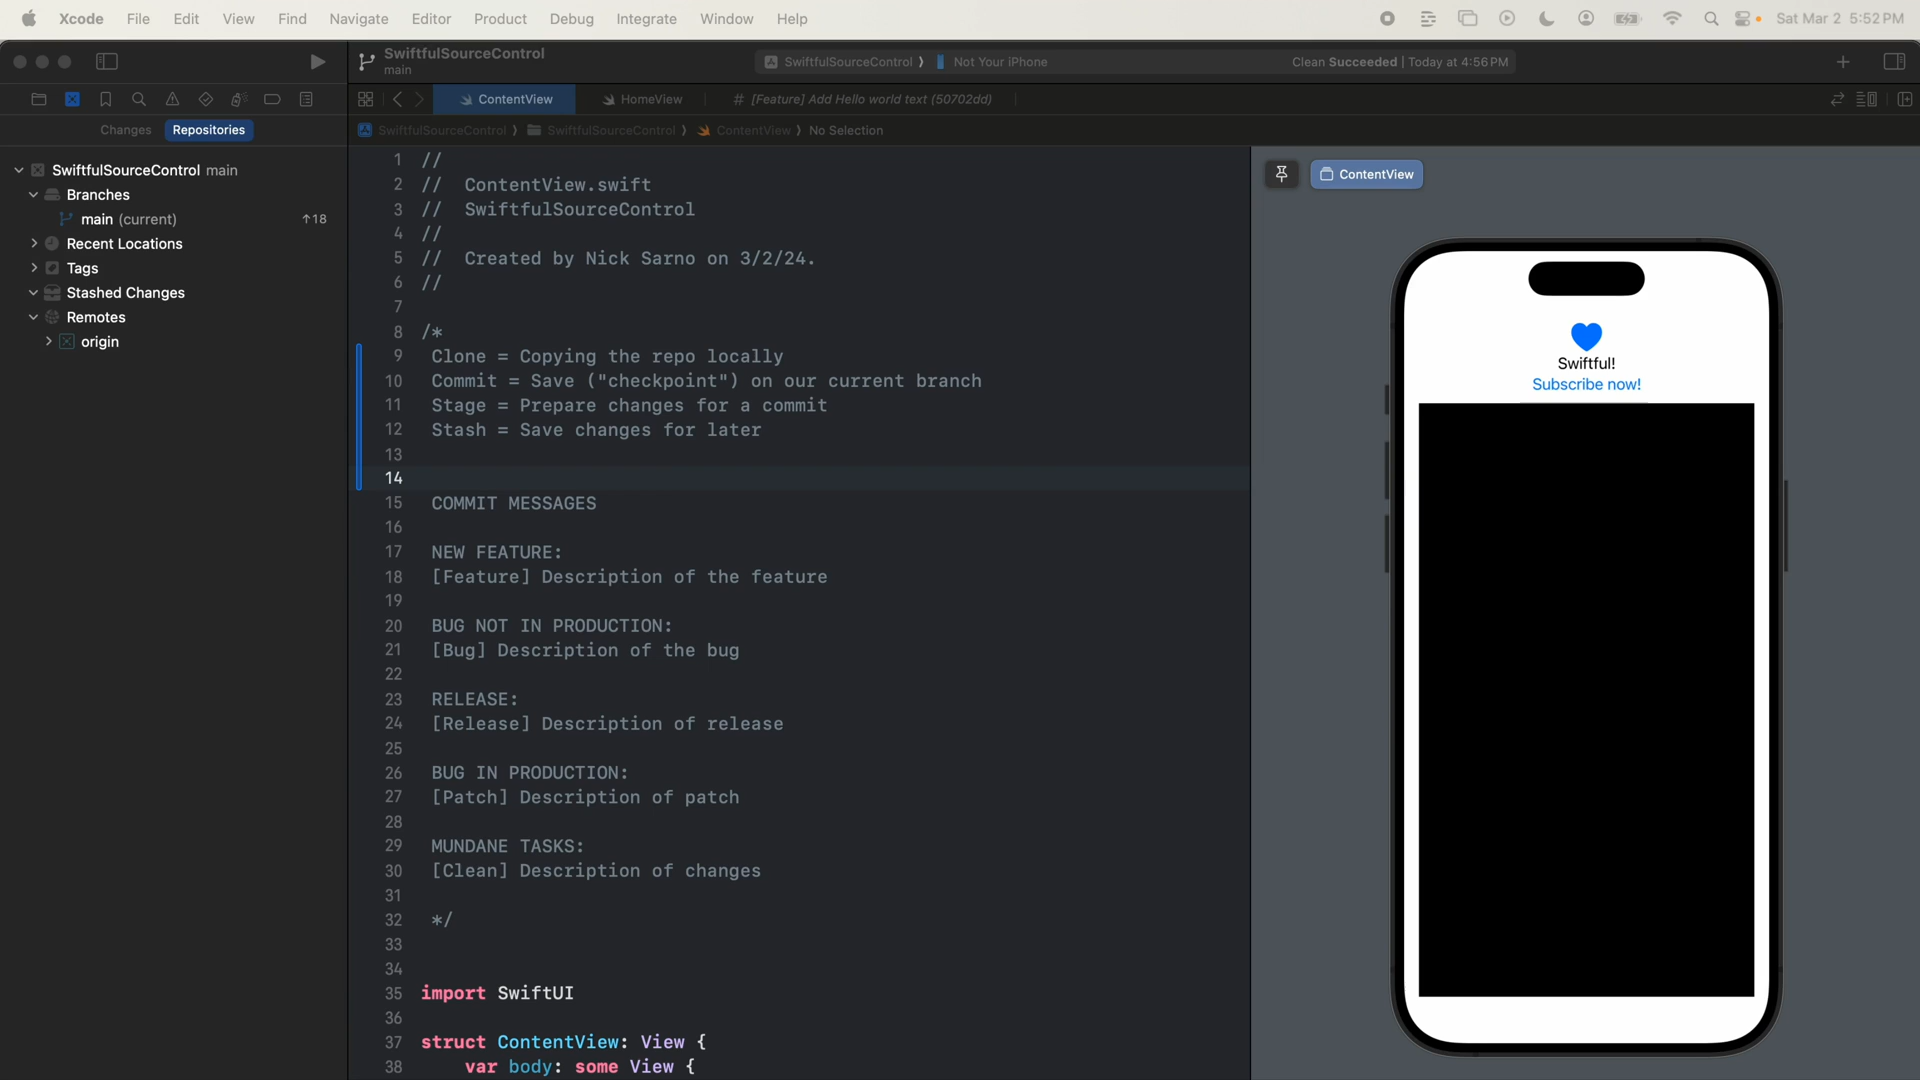 Xcode File Edit View Find Navigate Editor Product Debug Integrate Window Help Sat Mar 2 5:52 PM
SwiftfulSourceControl
main
SwiftfulSourceControl ⟩ Not Your iPhone Clean Succeeded | Today at 4:56 PM
ContentView HomeView # [Feature] Add Hello world text (50702dd)
Changes Repositories
SwiftfulSourceControl ⟩ SwiftfulSourceControl ⟩ ContentView ⟩ No Selection
SwiftfulSourceControl main
Branches
main (current) ↑18
Recent Locations
Tags
Stashed Changes
Remotes
origin
1 //
2 // ContentView.swift
3 // SwiftfulSourceControl
4 //
5 // Created by Nick Sarno on 3/2/24.
6 //
7
8 /*
9 Clone = Copying the repo locally
10 Commit = Save ("checkpoint") on our current branch
11 Stage = Prepare changes for a commit
12 Stash = Save changes for later
13
14
15 COMMIT MESSAGES
16
17 NEW FEATURE:
18 [Feature] Description of the feature
19
20 BUG NOT IN PRODUCTION:
21 [Bug] Description of the bug
22
23 RELEASE:
24 [Release] Description of release
25
26 BUG IN PRODUCTION:
27 [Patch] Description of patch
28
29 MUNDANE TASKS:
30 [Clean] Description of changes
31
32 */
33
34
35 import SwiftUI
36
37 struct ContentView: View {
38 var body: some View {
ContentView
Swiftful!
Subscribe now!